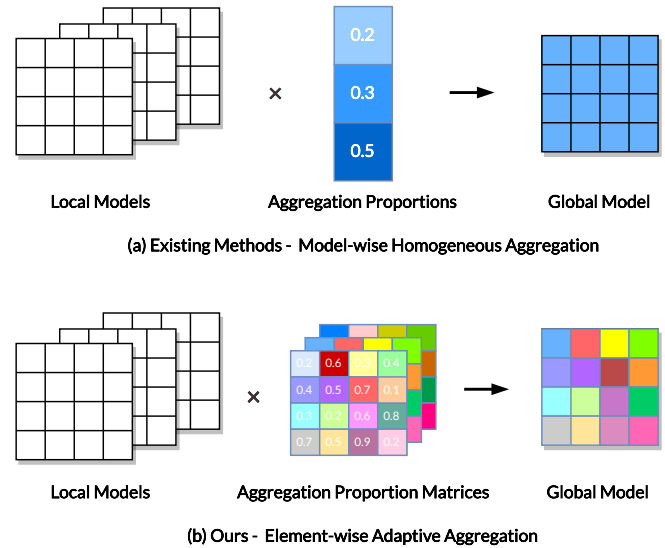 0.2
0.3
0.5
×
Local Models
Aggregation Proportions
Global Model
(a) Existing Methods - Model-wise Homogeneous Aggregation
0.2 0.6 0.4
0.4 0.5 0.7 0.1
×
0.3 0.2 0.6 0.8
0.7 0.5 0.9 0.2
Local Models
Aggregation Proportion Matrices
Global Model
(b) Ours - Element-wise Adaptive Aggregation